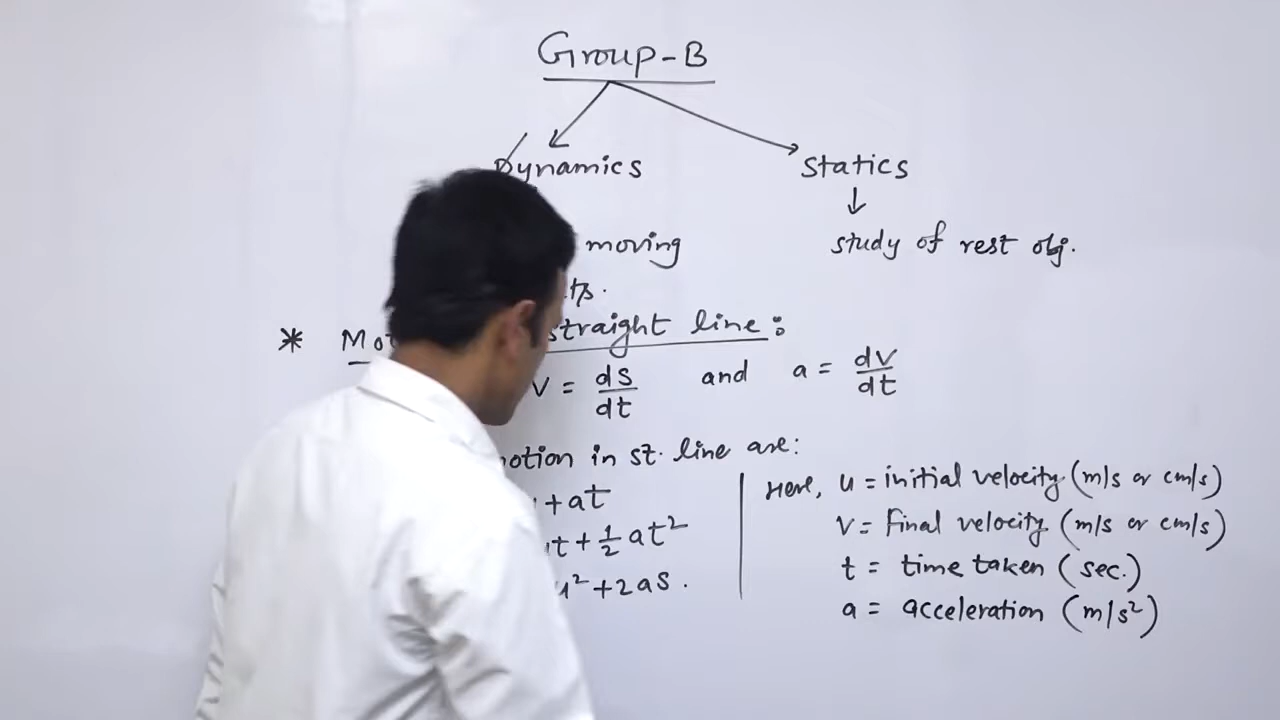 Group-B
Dynamics Statics
moving study of rest obj.
* straight line:
v = ds/dt and a = dv/dt
motion in st. line are:
+at Here, u = initial velocity (m/s or cm/s)
ut + 1/2 at² v = Final velocity (m/s or cm/s)
u²+2as. t = time taken (sec.)
a = acceleration (m/s²)